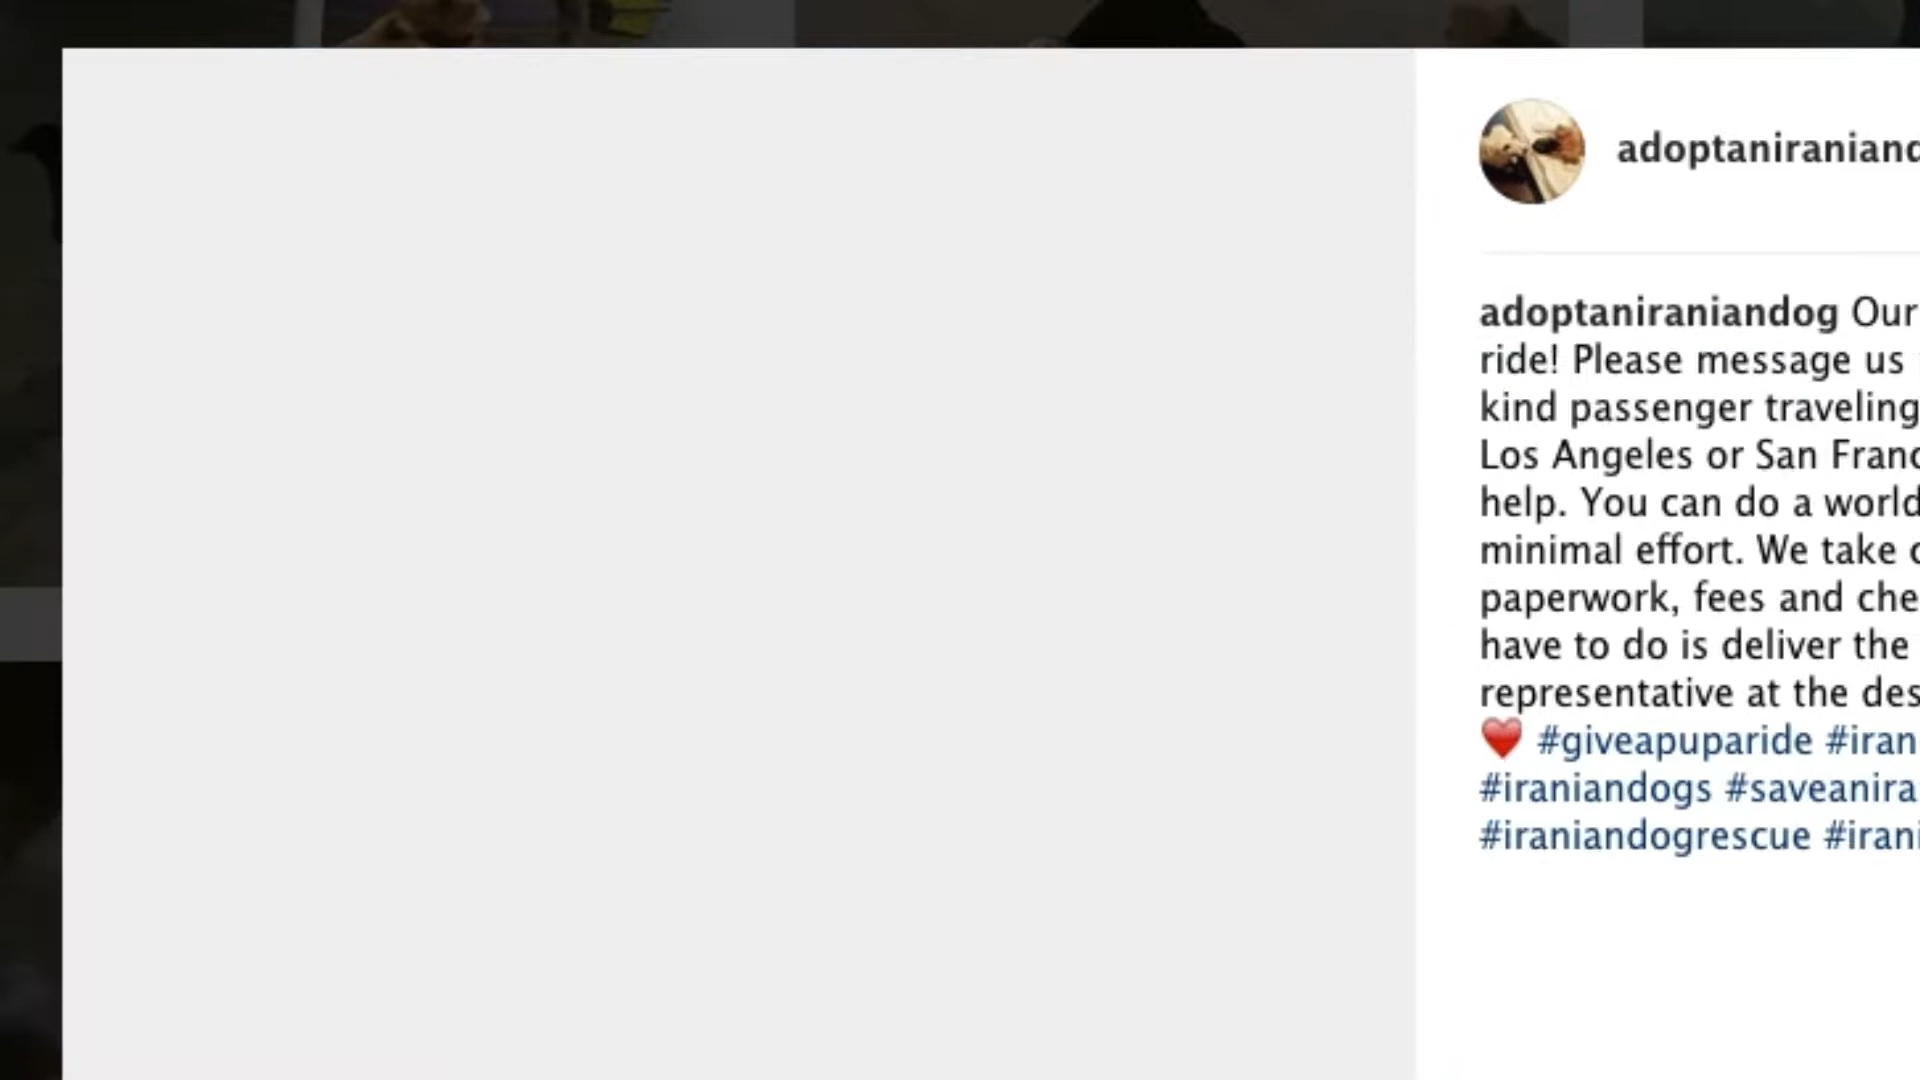 adoptaniraniand
adoptaniraniandog Our
ride! Please message us
kind passenger traveling
Los Angeles or San Franc
help. You can do a world
minimal effort. We take
paperwork, fees and che
have to do is deliver the
representative at the des
❤️ #giveapuparide #iran
#iraniandogs #saveanira
#iraniandogrescue #irani